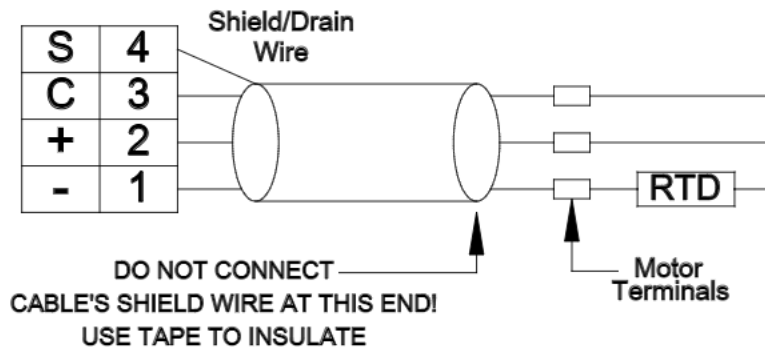 Shield/Drain
Wire
S 4
C 3
+ 2
- 1
RTD
DO NOT CONNECT
CABLE'S SHIELD WIRE AT THIS END!
USE TAPE TO INSULATE
Motor
Terminals